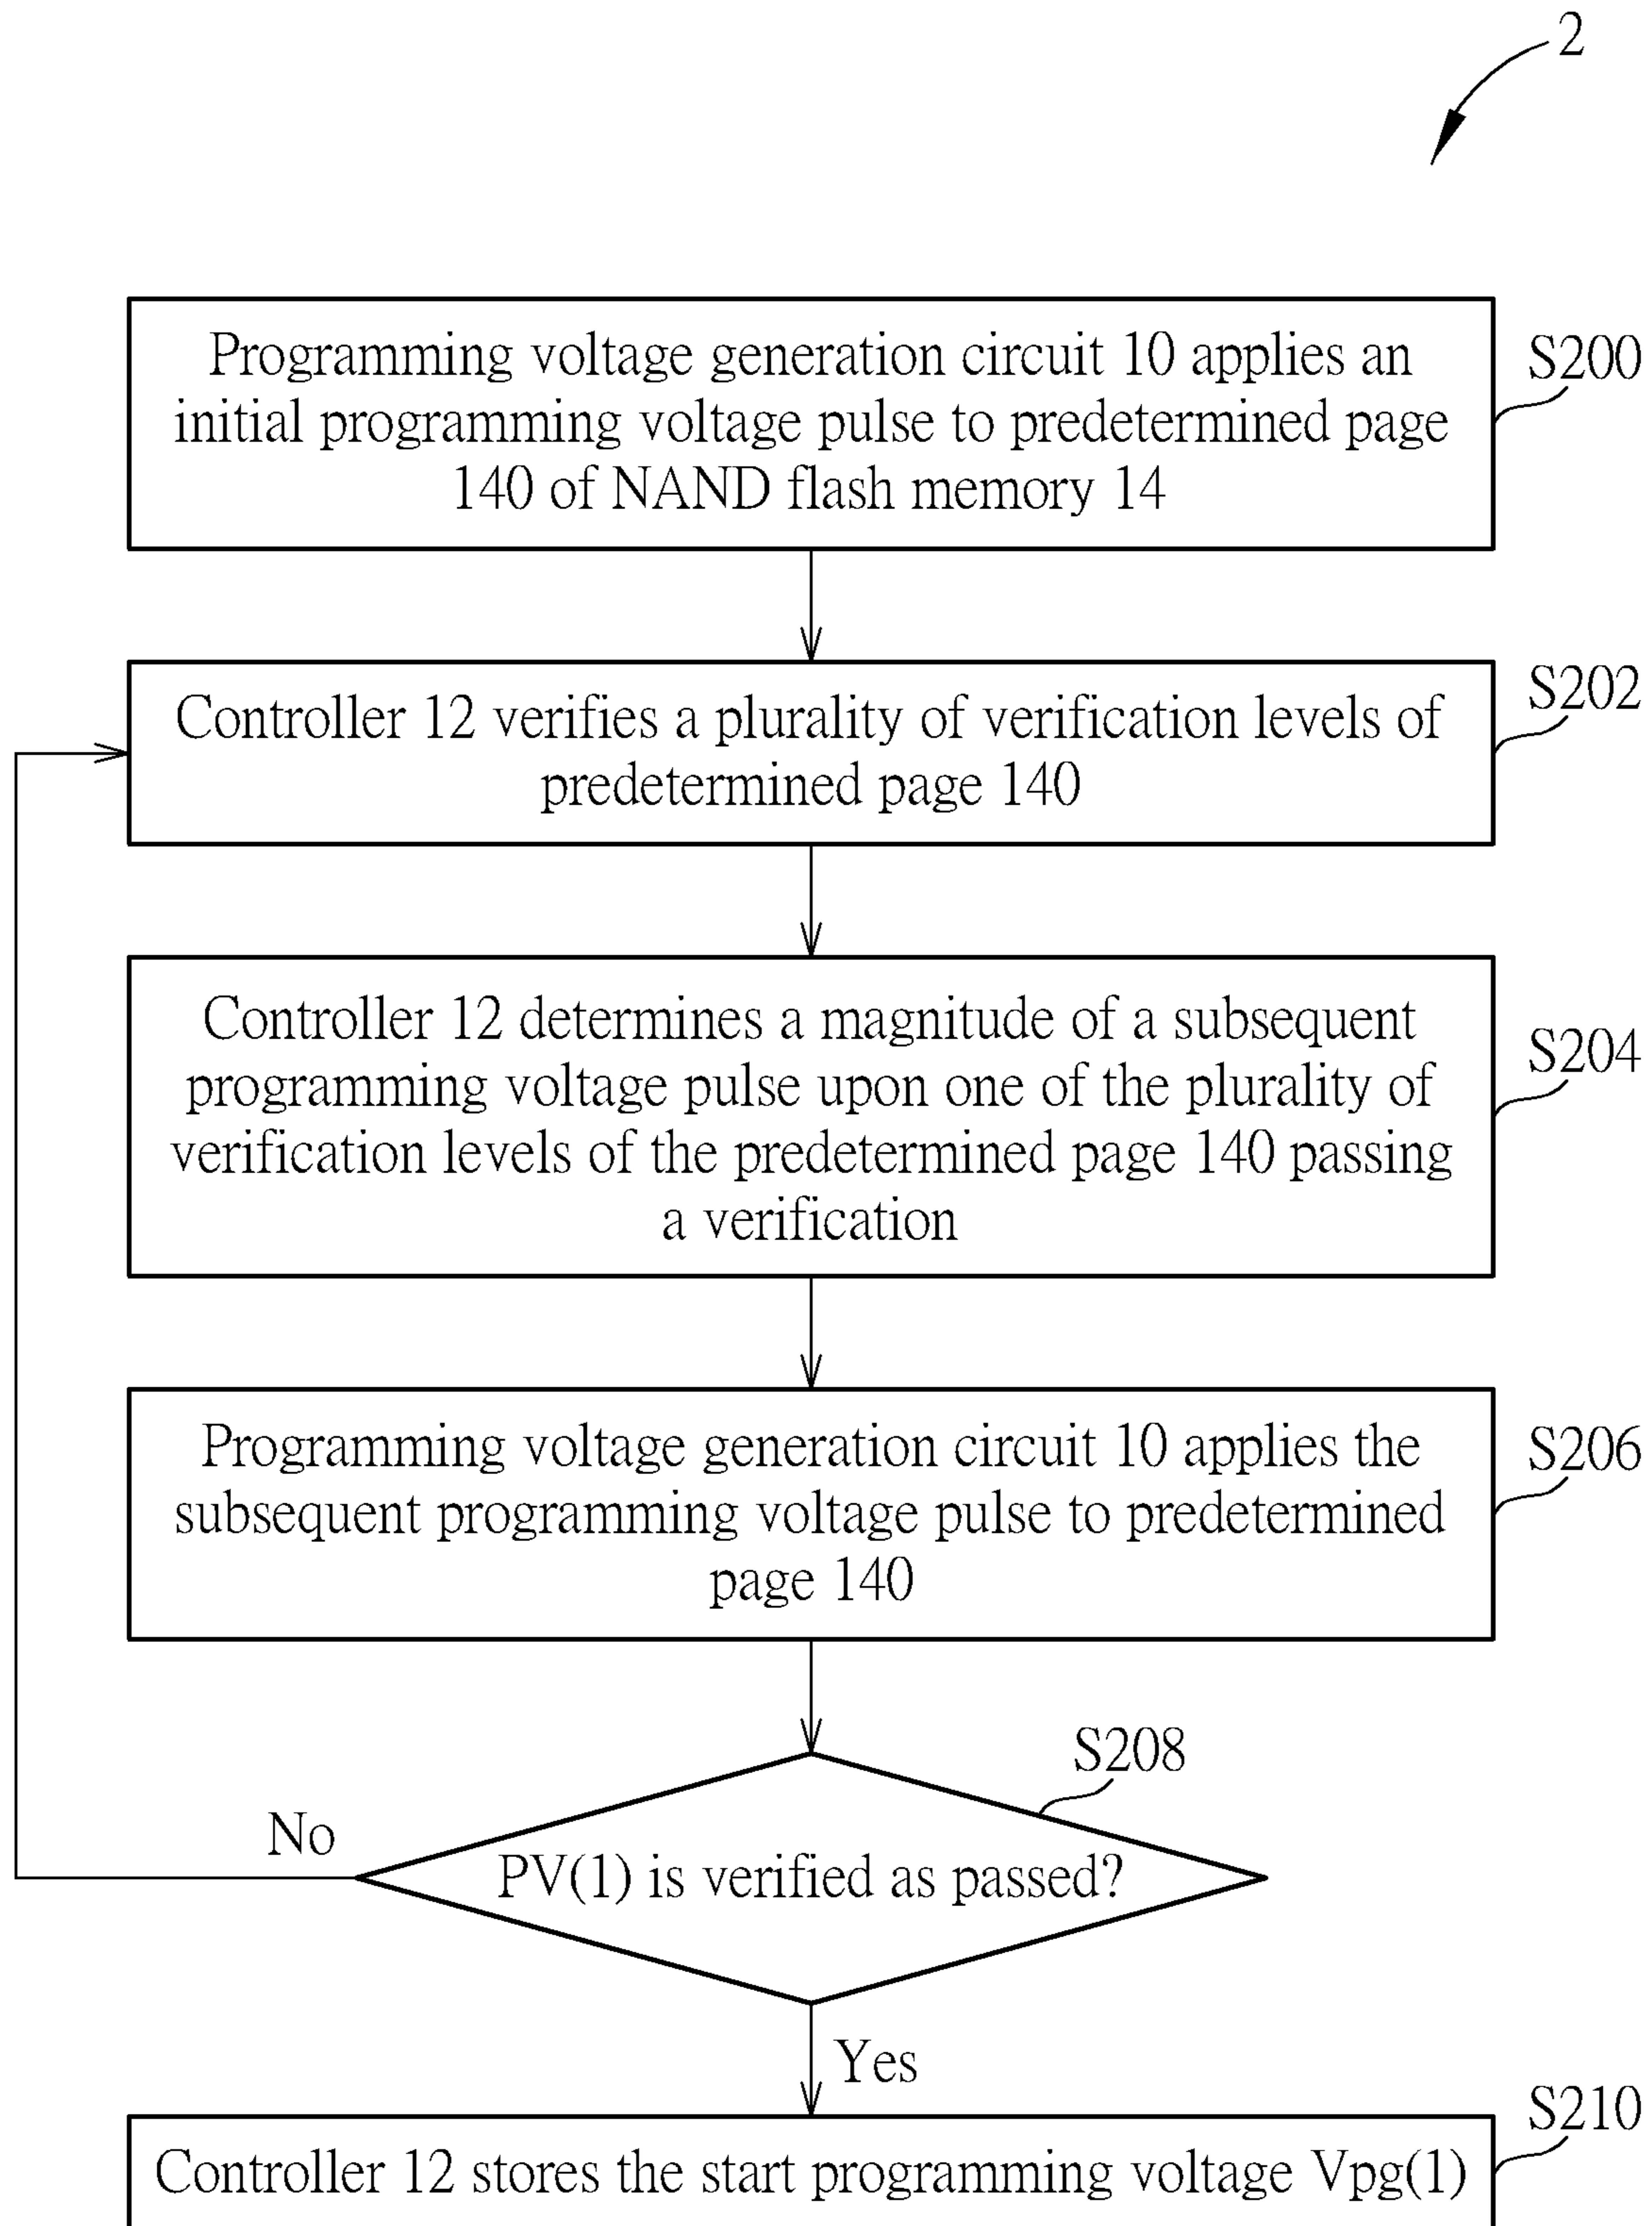 2
Programming voltage generation circuit 10 applies an
initial programming voltage pulse to predetermined page
140 of NAND flash memory 14
S200
Controller 12 verifies a plurality of verification levels of
predetermined page 140
S202
Controller 12 determines a magnitude of a subsequent
programming voltage pulse upon one of the plurality of
verification levels of the predetermined page 140 passing
a verification
S204
Programming voltage generation circuit 10 applies the
subsequent programming voltage pulse to predetermined
page 140
S206
S208
No
PV(1) is verified as passed?
Yes
S210
Controller 12 stores the start programming voltage Vpg(1)